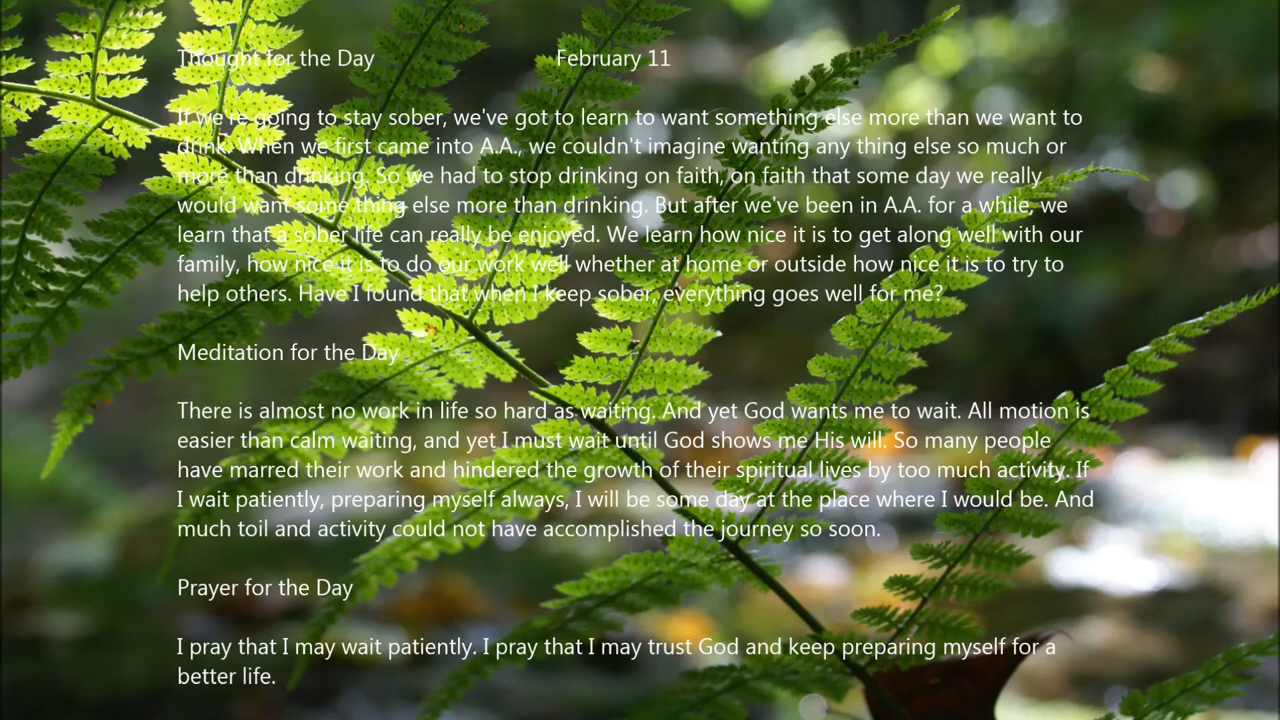 Thought for the Day February 11
If we're going to stay sober, we've got to learn to want something else more than we want to
drink. When we first came into A.A., we couldn't imagine wanting any thing else so much or
more than drinking. So we had to stop drinking on faith, on faith that some day we really
would want some thing else more than drinking. But after we've been in A.A. for a while, we
learn that a sober life can really be enjoyed. We learn how nice it is to get along well with our
family, how nice it is to do our work well whether at home or outside how nice it is to try to
help others. Have I found that when I keep sober, everything goes well for me?
Meditation for the Day
There is almost no work in life so hard as waiting. And yet God wants me to wait. All motion is
easier than calm waiting, and yet I must wait until God shows me His will. So many people
have marred their work and hindered the growth of their spiritual lives by too much activity. If
I wait patiently, preparing myself always, I will be some day at the place where I would be. And
much toil and activity could not have accomplished the journey so soon.
Prayer for the Day
I pray that I may wait patiently. I pray that I may trust God and keep preparing myself for a
better life.